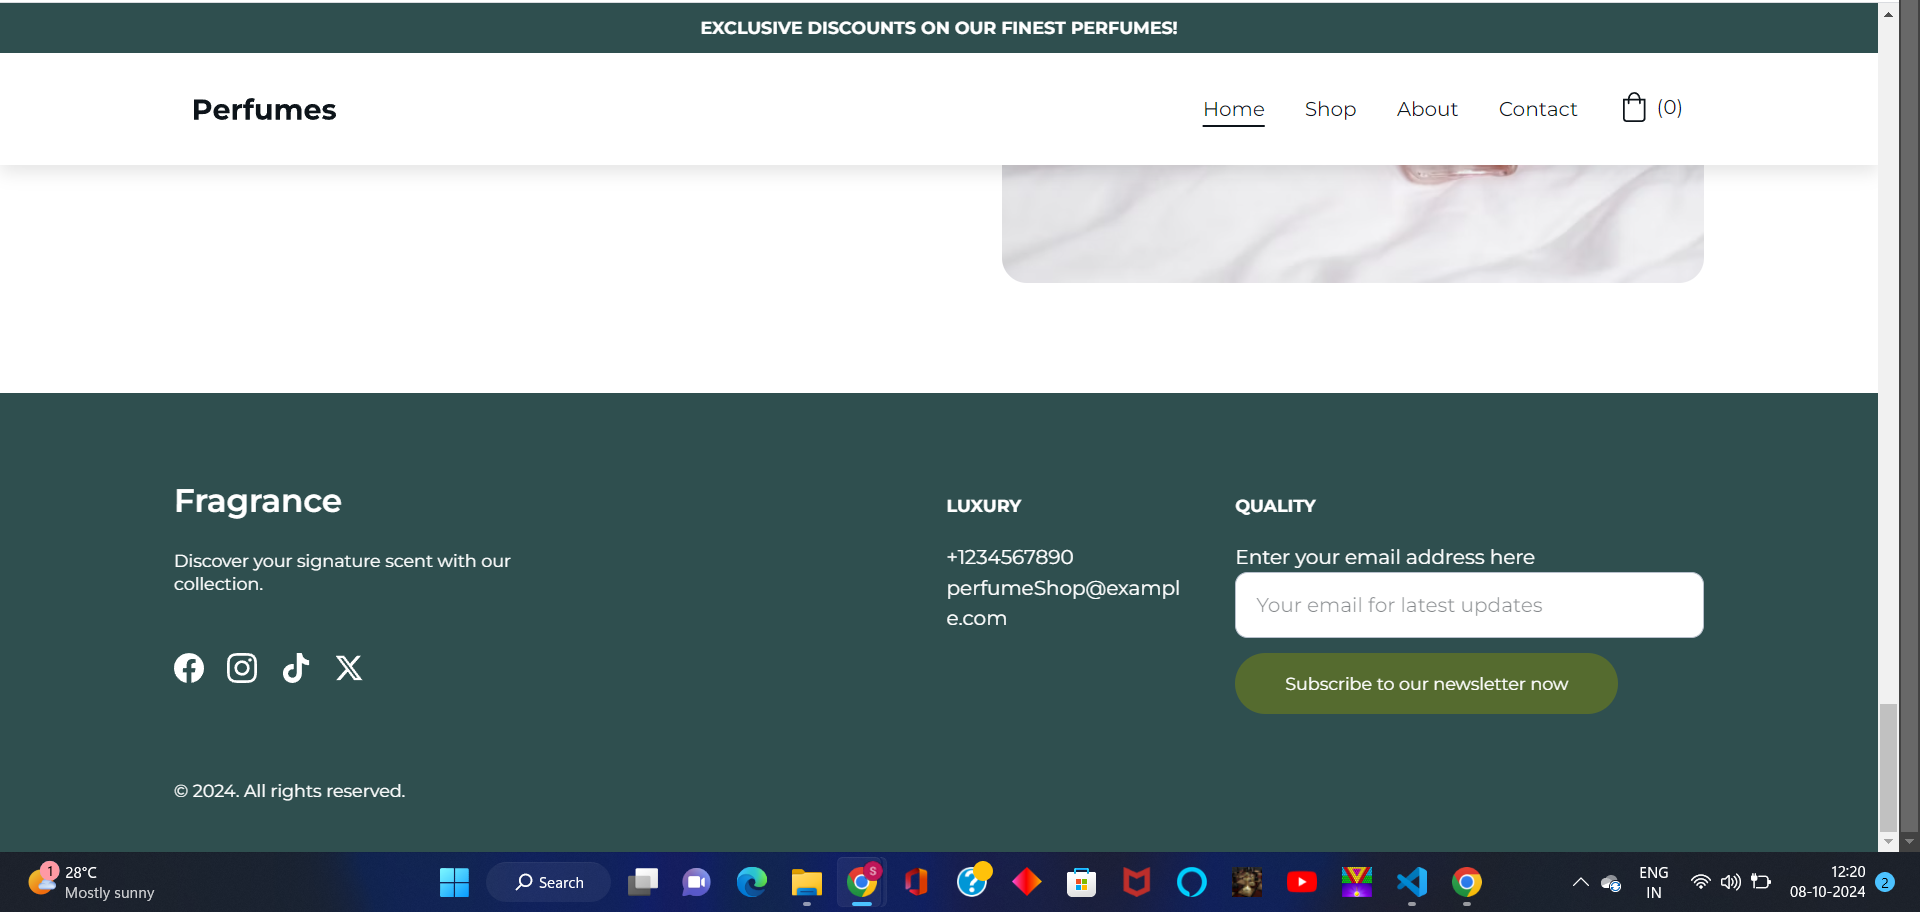 EXCLUSIVE DISCOUNTS ON OUR FINEST PERFUMES!
Perfumes
Home
Shop
About
Contact
(0)
Fragrance
Discover your signature scent with our
collection.
LUXURY
+1234567890
perfumeShop@exampl
e.com
QUALITY
Enter your email address here
Your email for latest updates
Subscribe to our newsletter now
© 2024. All rights reserved.
1
28°C
Mostly sunny
Search
S
ENG
IN
12:20
08-10-2024
2